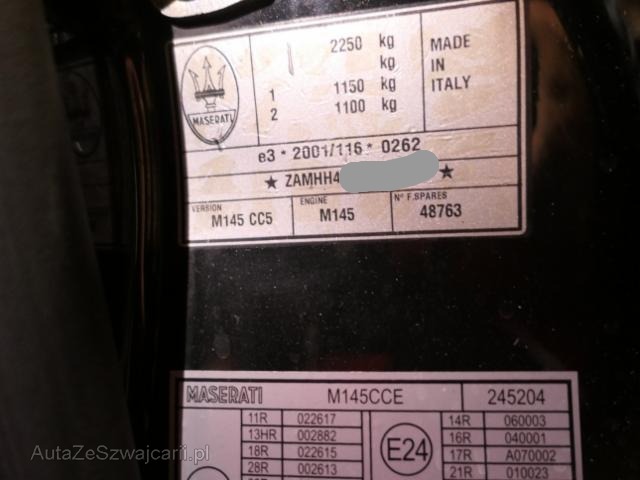 2250 kg
MADE
kg
IN
1 1150 kg
ITALY
2 1100 kg
MASERATI
e3 * 2001/116 * 0262
★ ZAMHH4 ★
VERSION M145 CC5
ENGINE M145
N° F.SPARES 48763
MASERATI M145CCE 245204
11R 022617
13HR 002882
18R 022615
28R 002613
E24
14R 060003
16R 040001
17R A070002
21R 010023
AutaZeSzwajcarii.pl